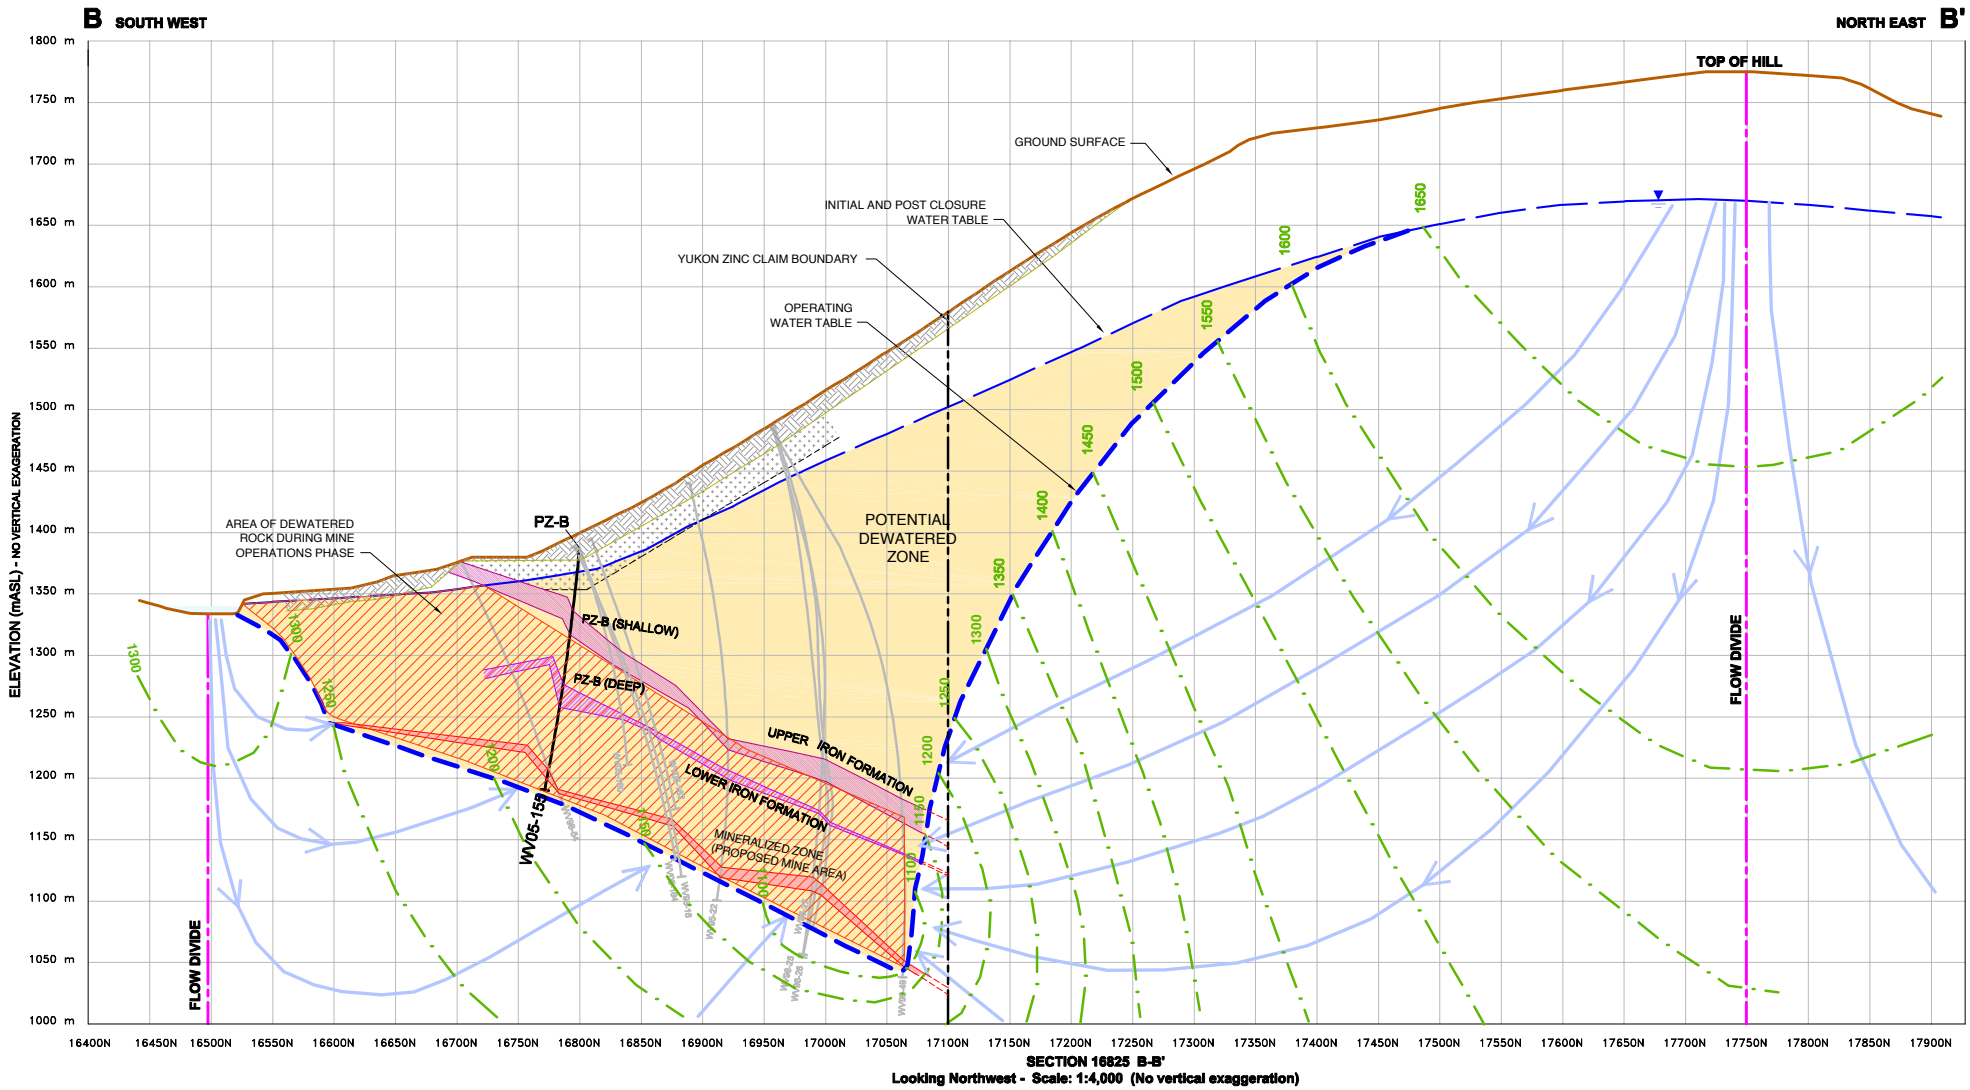 B SOUTH WEST
NORTH EAST B'
1800 m
1750 m
1700 m
1650 m
1600 m
1550 m
1500 m
1450 m
1400 m
1350 m
1300 m
1250 m
1200 m
1150 m
1100 m
1050 m
1000 m
ELEVATION (mASL) - NO VERTICAL EXAGERATION
TOP OF HILL
GROUND SURFACE
INITIAL AND POST CLOSURE
WATER TABLE
YUKON ZINC CLAIM BOUNDARY
OPERATING
WATER TABLE
PZ-B
AREA OF DEWATERED
ROCK DURING MINE
OPERATIONS PHASE
POTENTIAL
DEWATERED
ZONE
PZ-B (SHALLOW)
PZ-B (DEEP)
UPPER IRON FORMATION
LOWER IRON FORMATION
MINERALIZED ZONE
(PROPOSED MINE AREA)
WV05-155
FLOW DIVIDE
FLOW DIVIDE
1650
1600
1550
1500
1450
1400
1350
1300
1250
1200
1150
1100
1300
1300
1250
1200
1150
1100
16400N
16450N
16500N
16550N
16600N
16650N
16700N
16750N
16800N
16850N
16900N
16950N
17000N
17050N
17100N
17150N
17200N
17250N
17300N
17350N
17400N
17450N
17500N
17550N
17600N
17650N
17700N
17750N
17800N
17850N
17900N
SECTION 16825 B-B'
Looking Northwest - Scale: 1:4,000 (No vertical exaggeration)